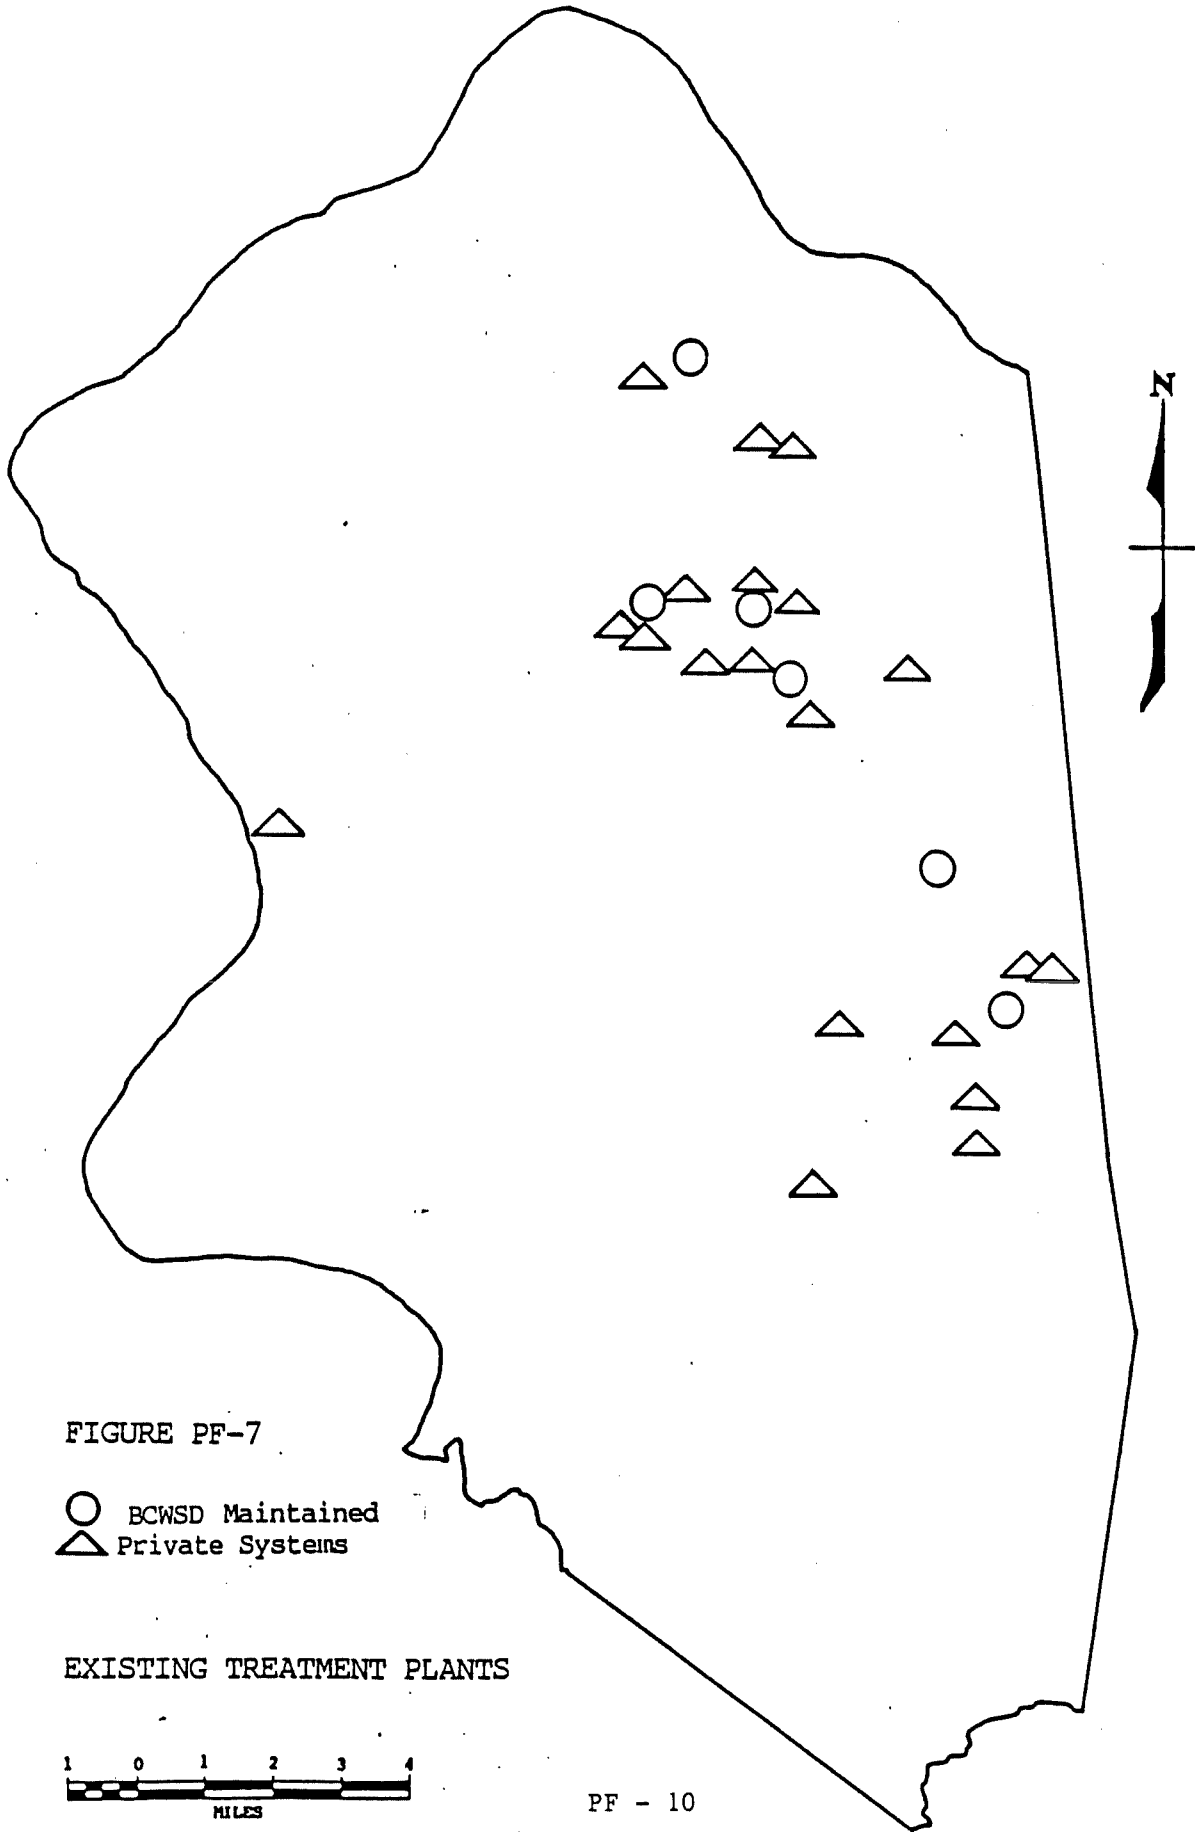 N
FIGURE PF-7
BCWSD Maintained
Private Systems
EXISTING TREATMENT PLANTS
1 0 1 2 3 4
MILES
PF - 10